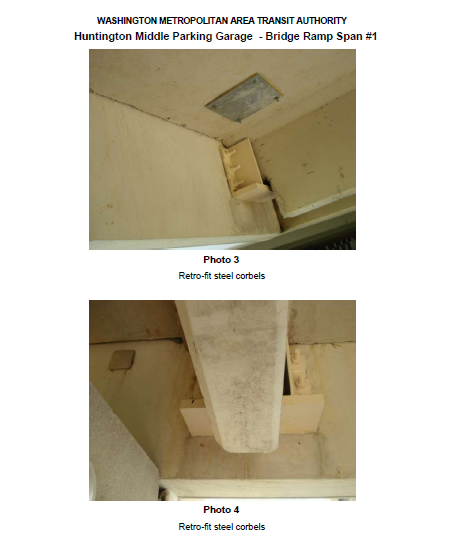 WASHINGTON METROPOLITAN AREA TRANSIT AUTHORITY
Huntington Middle Parking Garage - Bridge Ramp Span #1
Photo 3
Retro-fit steel corbels
Photo 4
Retro-fit steel corbels